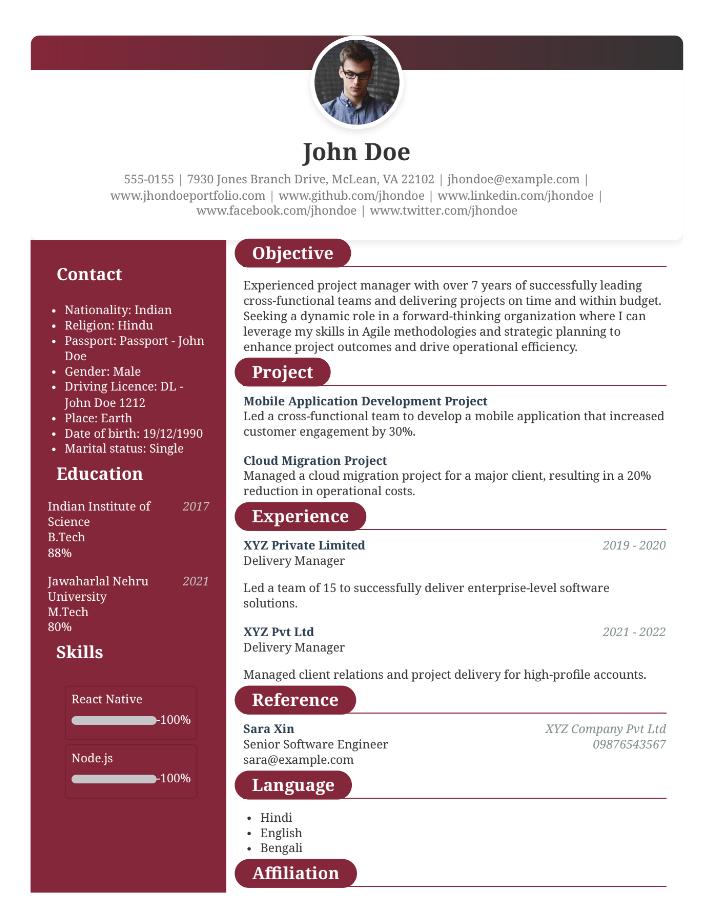 John Doe
555-0155 | 7930 Jones Branch Drive, McLean, VA 22102 | jhondoe@example.com |
www.jhondoeportfolio.com | www.github.com/jhondoe | www.linkedin.com/jhondoe |
www.facebook.com/jhondoe | www.twitter.com/jhondoe
Contact
• Nationality: Indian
• Religion: Hindu
• Passport: Passport - John
Doe
• Gender: Male
• Driving Licence: DL -
John Doe 1212
• Place: Earth
• Date of birth: 19/12/1990
• Marital status: Single
Education
Indian Institute of 2017
Science
B.Tech
88%
Jawaharlal Nehru 2021
University
M.Tech
80%
Skills
React Native
100%
Node.js
100%
Objective
Experienced project manager with over 7 years of successfully leading
cross-functional teams and delivering projects on time and within budget.
Seeking a dynamic role in a forward-thinking organization where I can
leverage my skills in Agile methodologies and strategic planning to
enhance project outcomes and drive operational efficiency.
Project
Mobile Application Development Project
Led a cross-functional team to develop a mobile application that increased
customer engagement by 30%.
Cloud Migration Project
Managed a cloud migration project for a major client, resulting in a 20%
reduction in operational costs.
Experience
XYZ Private Limited 2019 - 2020
Delivery Manager
Led a team of 15 to successfully deliver enterprise-level software
solutions.
XYZ Pvt Ltd 2021 - 2022
Delivery Manager
Managed client relations and project delivery for high-profile accounts.
Reference
Sara Xin XYZ Company Pvt Ltd
Senior Software Engineer 09876543567
sara@example.com
Language
• Hindi
• English
• Bengali
Affiliation